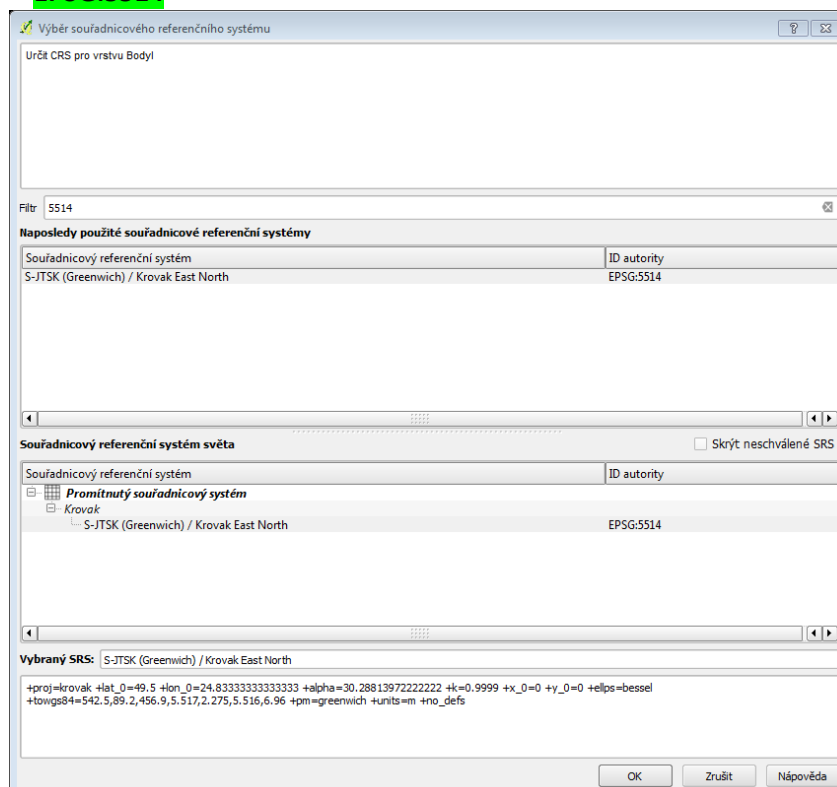 Výběr souřadnicového referenčního systému
Určit CRS pro vrstvu Bodyl
Filtr 5514
Naposledy použité souřadnicové referenční systémy
Souřadnicový referenční systém ID autority
S-JTSK (Greenwich) / Krovak East North EPSG:5514
Souřadnicový referenční systém světa Skrýt neschválené SRS
Souřadnicový referenční systém ID autority
Promítnutý souřadnicový systém
Krovak
S-JTSK (Greenwich) / Krovak East North EPSG:5514
Vybraný SRS: S-JTSK (Greenwich) / Krovak East North
+proj=krovak +lat_0=49.5 +lon_0=24.83333333333333 +alpha=30.28813972222222 +k=0.9999 +x_0=0 +y_0=0 +ellps=bessel
+towgs84=542.5,89.2,456.9,5.517,2.275,5.516,6.96 +pm=greenwich +units=m +no_defs
OK Zrušit Nápověda